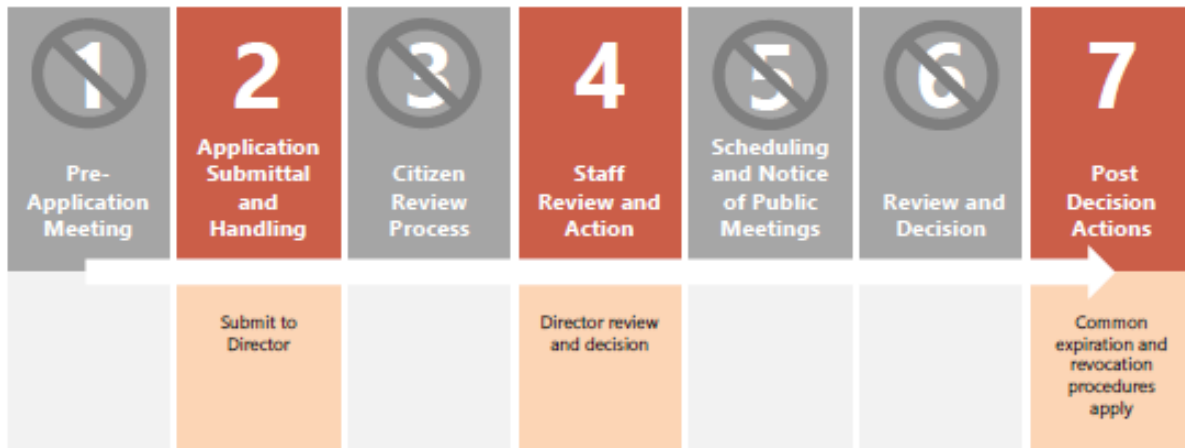 1
Pre-
Application
Meeting
2
Application
Submittal
and
Handling
3
Citizen
Review
Process
4
Staff
Review and
Action
5
Scheduling
and Notice
of Public
Meetings
6
Review and
Decision
7
Post
Decision
Actions
Submit to
Director
Director review
and decision
Common
expiration and
revocation
procedures
apply